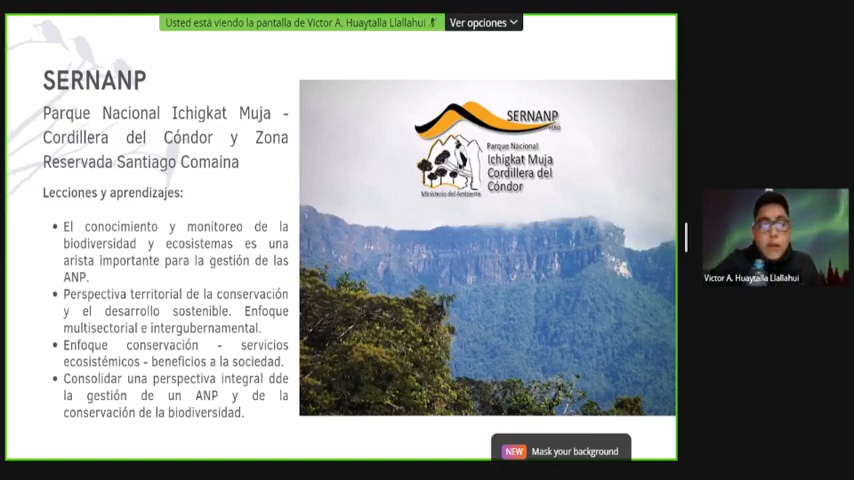 Usted está viendo la pantalla de Victor A. Huaytalla Llallahui
Ver opciones
SERNANP
Parque Nacional Ichigkat Muja -
Cordillera del Cóndor y Zona
Reservada Santiago Comaina
Lecciones y aprendizajes:
• El conocimiento y monitoreo de la
biodiversidad y ecosistemas es una
arista importante para la gestión de las
ANP.
• Perspectiva territorial de la conservación
y el desarrollo sostenible. Enfoque
multisectorial e intergubernamental.
• Enfoque conservación - servicios
ecosistémicos - beneficios a la sociedad.
• Consolidar una perspectiva integral dde
la gestión de un ANP y de la
conservación de la biodiversidad.
SERNANP
PERÚ
Parque Nacional
Ichigkat Muja
Cordillera del
Cóndor
Ministerio del Ambiente
Victor A. Huaytalla Llallahui
NEW Mask your background